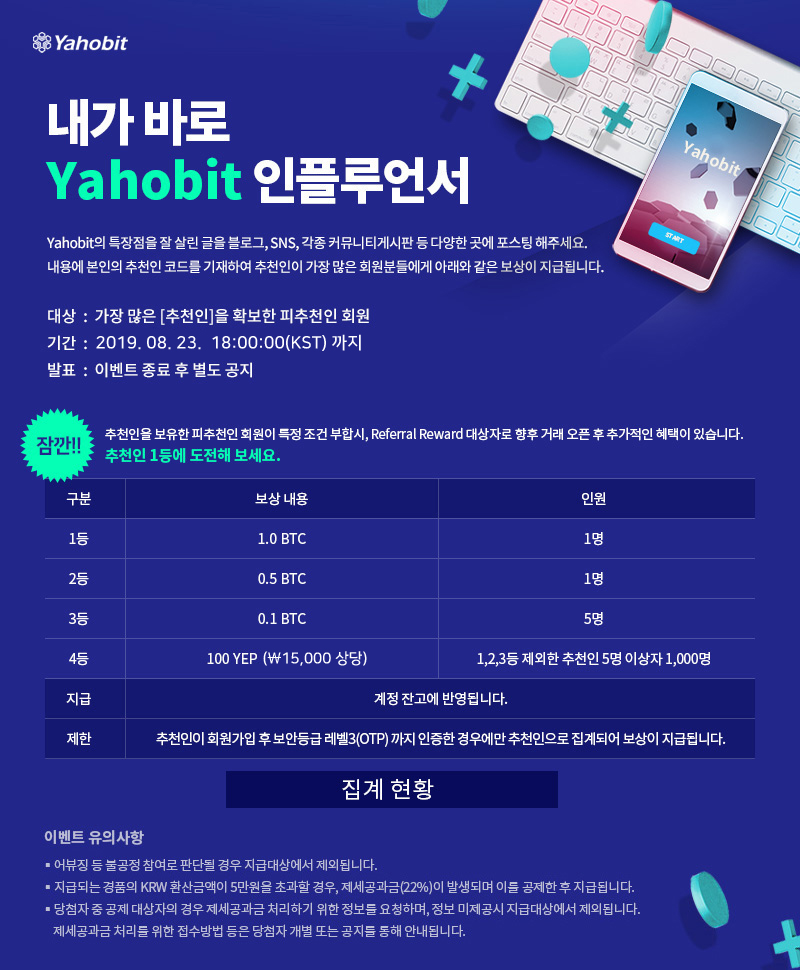 Yahobit
내가 바로
Yahobit 인플루언서
Yahobit
START
Yahobit의 특장점을 잘 살린 글을 블로그, SNS, 각종 커뮤니티게시판 등 다양한 곳에 포스팅 해주세요.
내용에 본인의 추천인 코드를 기재하여 추천인이 가장 많은 회원분들에게 아래와 같은 보상이 지급됩니다.
대상 : 가장 많은 [추천인]을 확보한 피추천인 회원
기간 : 2019. 08. 23. 18:00:00(KST) 까지
발표 : 이벤트 종료 후 별도 공지
잠깐!!
추천인을 보유한 피추천인 회원이 특정 조건 부합시, Referral Reward 대상자로 향후 거래 오픈 후 추가적인 혜택이 있습니다.
추천인 1등에 도전해 보세요.
구분 보상 내용 인원
1등 1.0 BTC 1명
2등 0.5 BTC 1명
3등 0.1 BTC 5명
4등 100 YEP (₩15,000 상당) 1,2,3등 제외한 추천인 5명 이상자 1,000명
지급 계정 잔고에 반영됩니다.
제한 추천인이 회원가입 후 보안등급 레벨3(OTP) 까지 인증한 경우에만 추천인으로 집계되어 보상이 지급됩니다.
집계 현황
이벤트 유의사항
▪ 어뷰징 등 불공정 참여로 판단될 경우 지급대상에서 제외됩니다.
▪ 지급되는 경품의 KRW 환산금액이 5만원을 초과할 경우, 제세공과금(22%)이 발생되며 이를 공제한 후 지급됩니다.
▪ 당첨자 중 공제 대상자의 경우 제세공과금 처리하기 위한 정보를 요청하며, 정보 미제공시 지급대상에서 제외됩니다.
제세공과금 처리를 위한 접수방법 등은 당첨자 개별 또는 공지를 통해 안내됩니다.